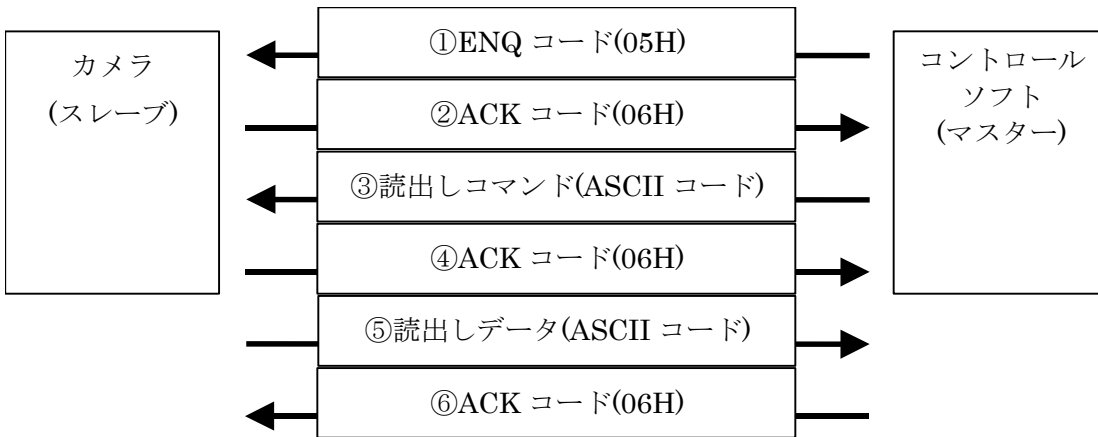 カメラ
(スレーブ)
①ENQ コード(05H)
②ACK コード(06H)
③読出しコマンド(ASCII コード)
④ACK コード(06H)
⑤読出しデータ(ASCII コード)
⑥ACK コード(06H)
コントロール
ソフト
(マスター)